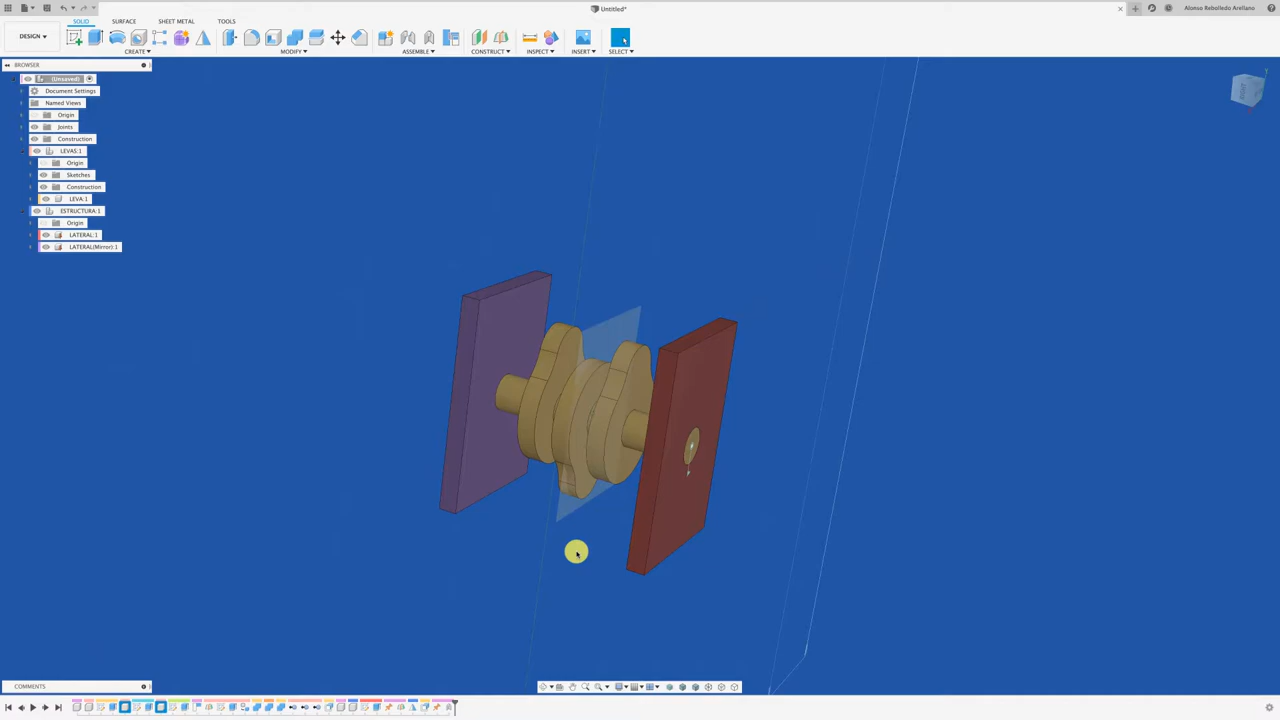 Untitled*
Alonso Rebolledo Arellano
DESIGN
SOLID SURFACE SHEET METAL TOOLS
CREATE MODIFY ASSEMBLE CONSTRUCT INSPECT INSERT SELECT
BROWSER
(Unsaved)
Document Settings
Named Views
Origin
Joints
Construction
LEVAS:1
Origin
Sketches
Construction
LEVA:1
ESTRUCTURA:1
Origin
LATERAL:1
LATERAL(Mirror):1
RIGHT
COMMENTS